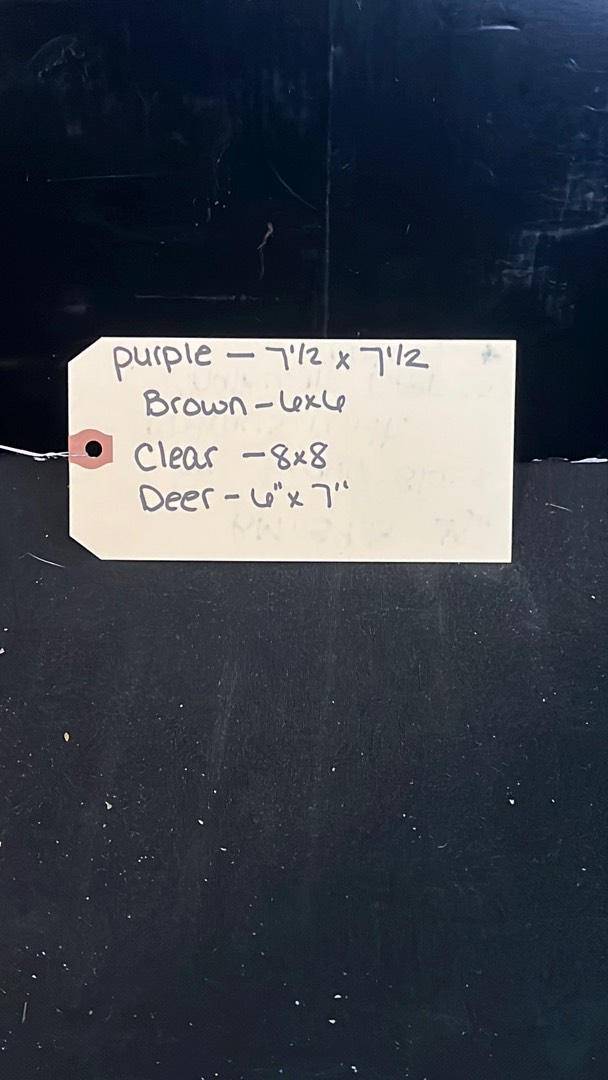 purple — 7 1/2 x 7 1/2
Brown - 6x6
Clear - 8x8
Deer - 6" x 7"